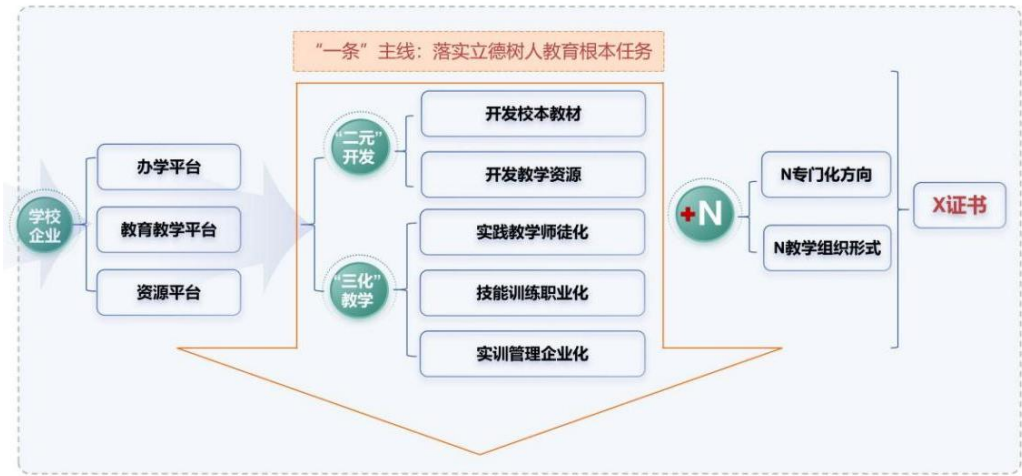 “一条”主线：落实立德树人教育根本任务
学校
企业
办学平台
教育教学平台
资源平台
“二元”
开发
开发校本教材
开发教学资源
“三化”
教学
实践教学师徒化
技能训练职业化
实训管理企业化
+N
N专门化方向
N教学组织形式
X证书